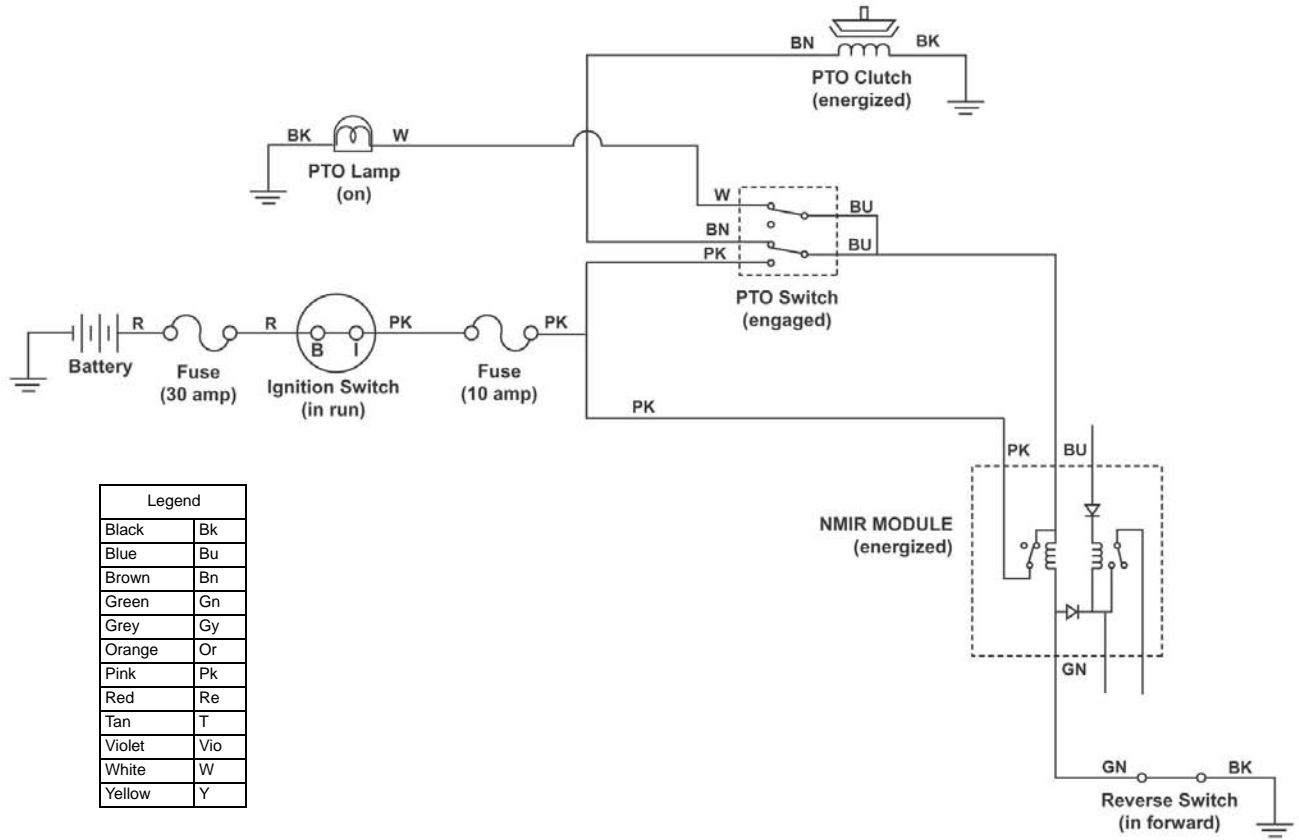 BN
BK
PTO Clutch
(energized)
BK
W
PTO Lamp
(on)
W
BU
BN
BU
PK
PTO Switch
(engaged)
R
R
PK
PK
B
I
Battery
Fuse
(30 amp)
Ignition Switch
(in run)
Fuse
(10 amp)
PK
PK
BU
NMIR MODULE
(energized)
GN
GN
BK
Reverse Switch
(in forward)
Legend
Black Bk
Blue Bu
Brown Bn
Green Gn
Grey Gy
Orange Or
Pink Pk
Red Re
Tan T
Violet Vio
White W
Yellow Y